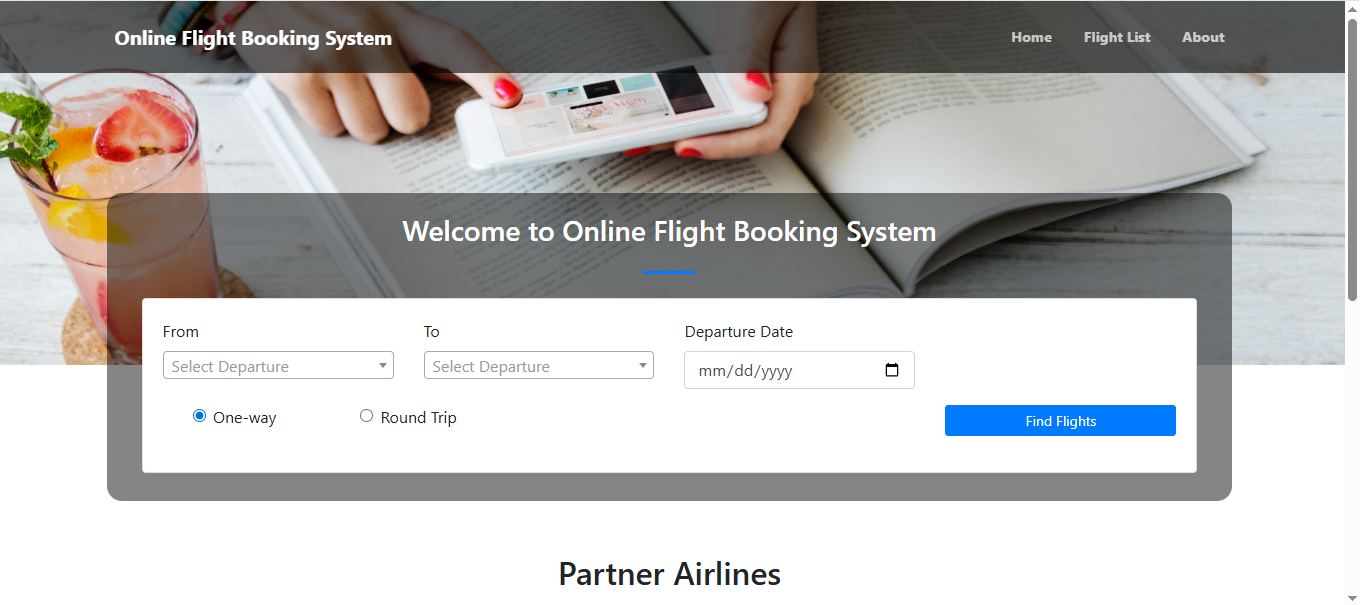 Online Flight Booking System
Home Flight List About
Welcome to Online Flight Booking System
From To Departure Date
Select Departure Select Departure mm/dd/yyyy
One-way Round Trip Find Flights
Partner Airlines